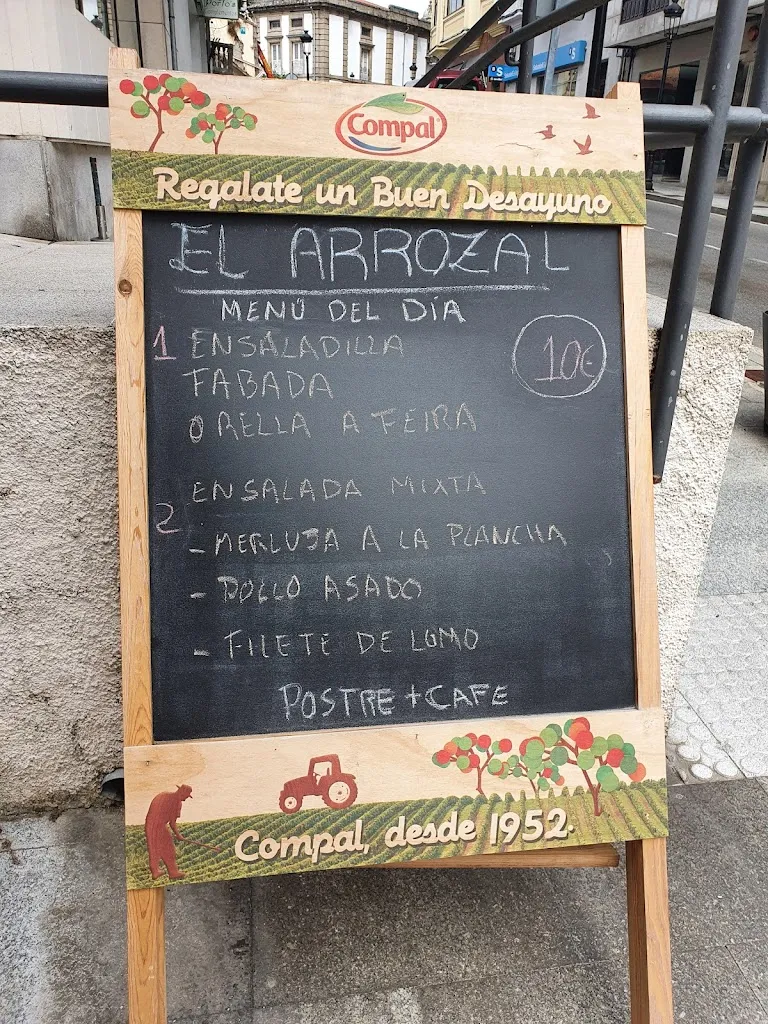 Compal
Regalate un Buen Desayuno
EL ARROZAL
MENÚ DEL DÍA
1 ENSALADILLA
10€
FABADA
ORELLA A FEIRA
ENSALADA MIXTA
2
- MERLUJA A LA PLANCHA
- POLLO ASADO
- FILETE DE LOMO
POSTRE + CAFE
Compal, desde 1952.